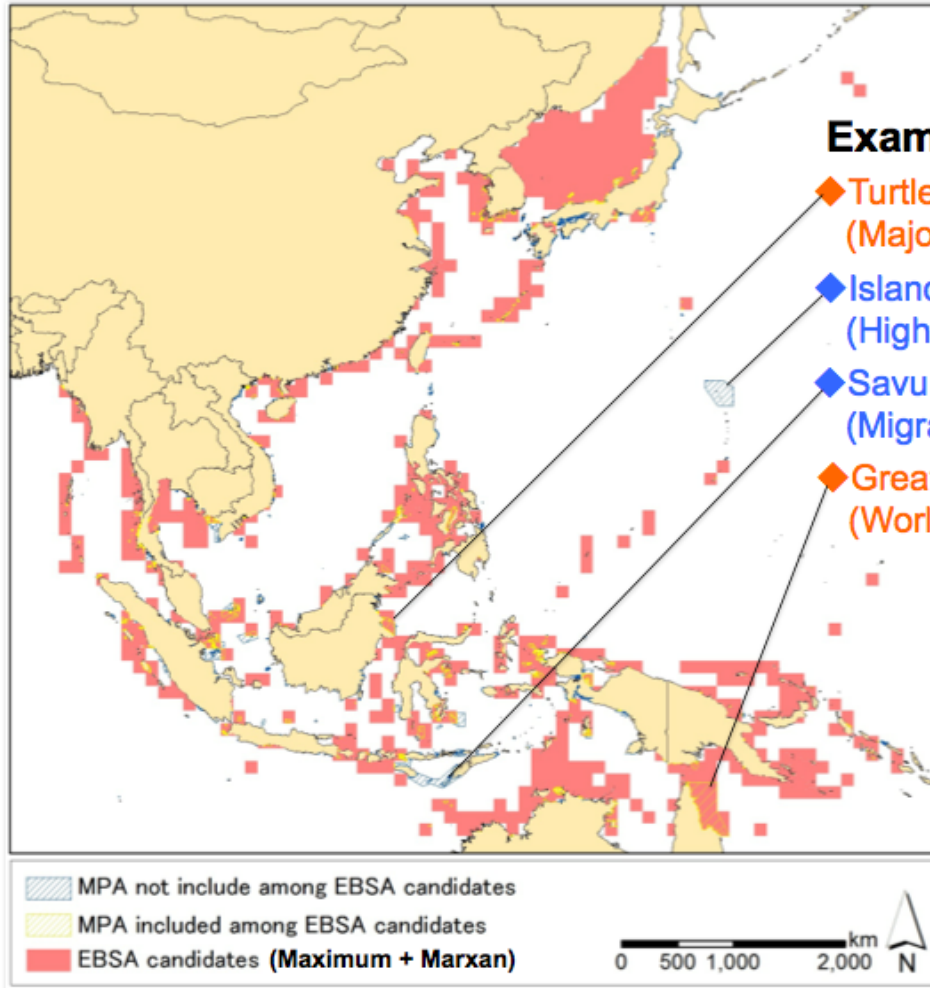 Exam
Turtle
(Majo
Island
(High
Savu
(Migra
Grea
(Worl
MPA not include among EBSA candidates
MPA included among EBSA candidates
EBSA candidates (Maximum + Marxan)
km
0 500 1,000 2,000
N